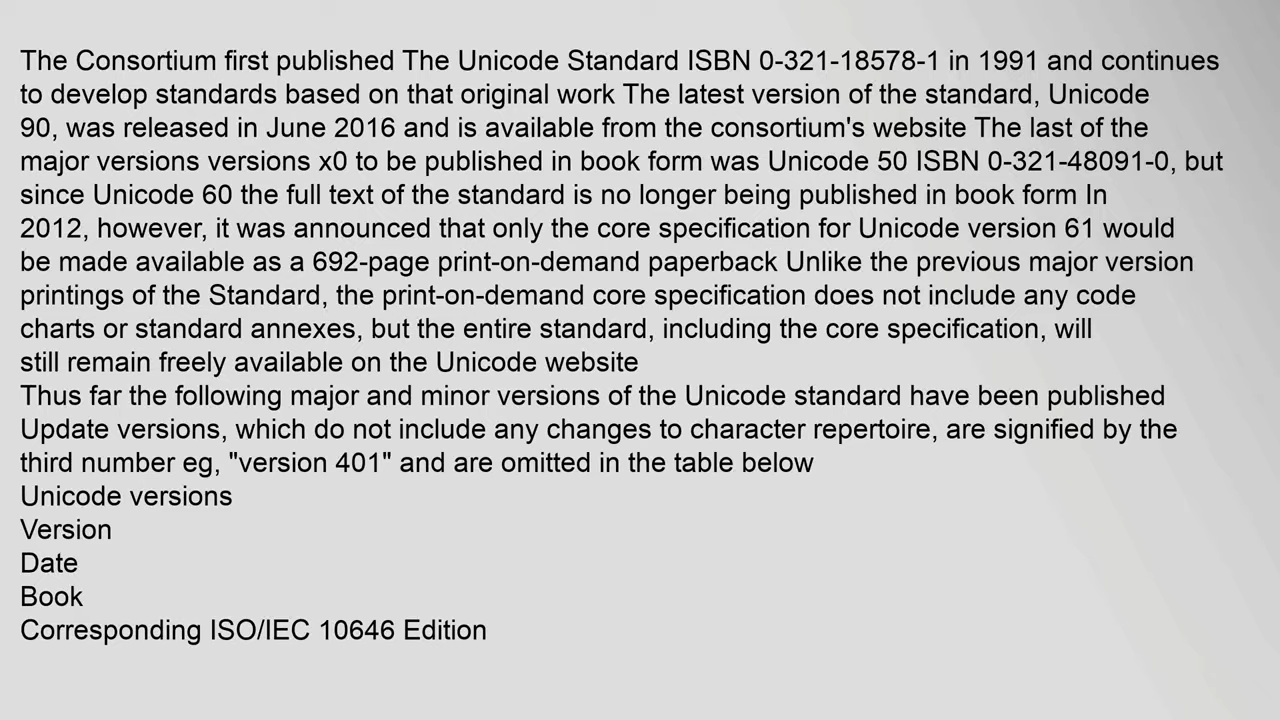 The Consortium first published The Unicode Standard ISBN 0-321-18578-1 in 1991 and continues
to develop standards based on that original work The latest version of the standard, Unicode
90, was released in June 2016 and is available from the consortium's website The last of the
major versions versions x0 to be published in book form was Unicode 50 ISBN 0-321-48091-0, but
since Unicode 60 the full text of the standard is no longer being published in book form In
2012, however, it was announced that only the core specification for Unicode version 61 would
be made available as a 692-page print-on-demand paperback Unlike the previous major version
printings of the Standard, the print-on-demand core specification does not include any code
charts or standard annexes, but the entire standard, including the core specification, will
still remain freely available on the Unicode website
Thus far the following major and minor versions of the Unicode standard have been published
Update versions, which do not include any changes to character repertoire, are signified by the
third number eg, "version 401" and are omitted in the table below
Unicode versions
Version
Date
Book
Corresponding ISO/IEC 10646 Edition